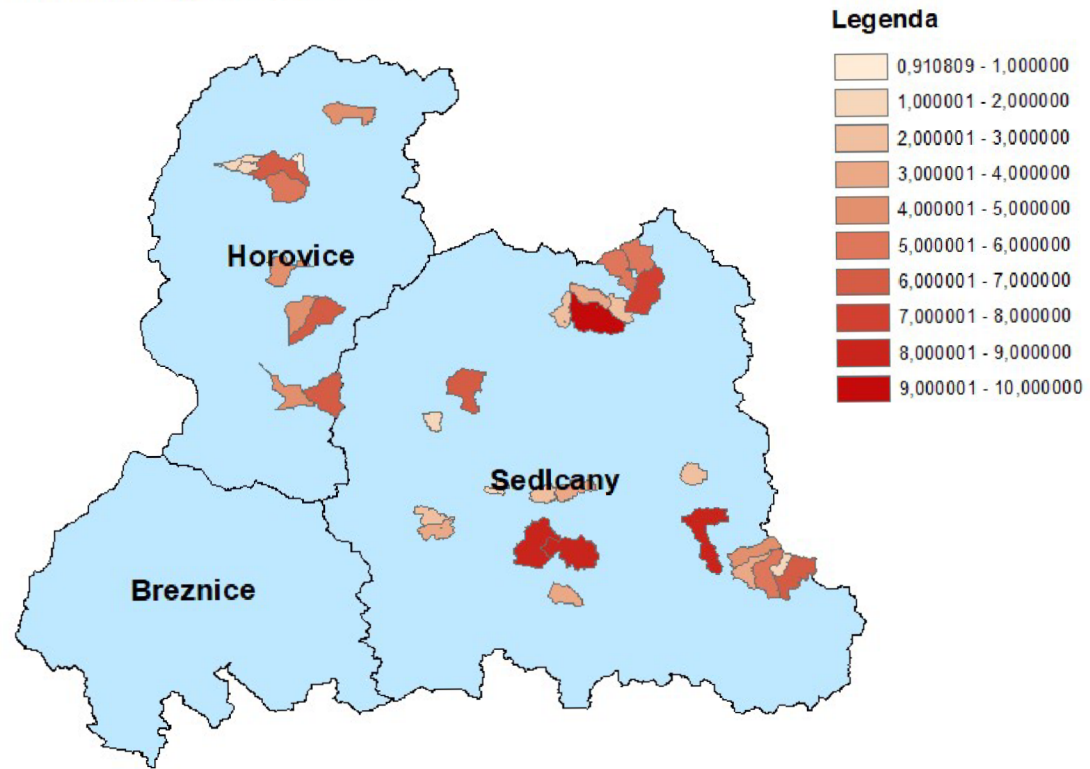 Legenda
0,910809 - 1,000000
1,000001 - 2,000000
2,000001 - 3,000000
3,000001 - 4,000000
4,000001 - 5,000000
5,000001 - 6,000000
6,000001 - 7,000000
7,000001 - 8,000000
8,000001 - 9,000000
9,000001 - 10,000000
Horovice
Sedlcany
Breznice